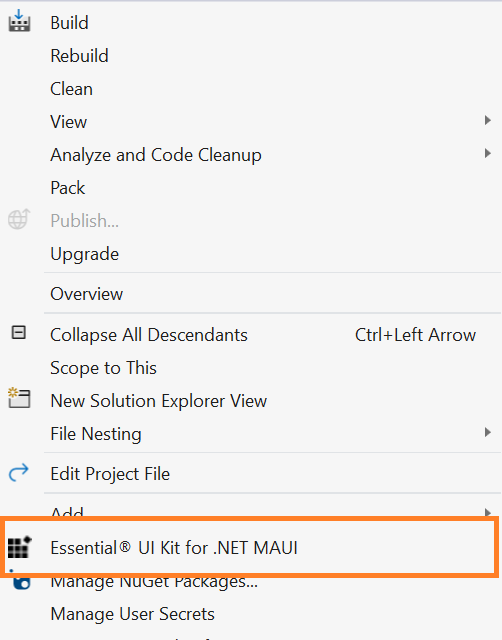 Build
Rebuild
Clean
View
Analyze and Code Cleanup
Pack
Publish...
Upgrade
Overview
Collapse All Descendants Ctrl+Left Arrow
Scope to This
New Solution Explorer View
File Nesting
Edit Project File
Add
Essential® UI Kit for .NET MAUI
Manage NuGet Packages...
Manage User Secrets